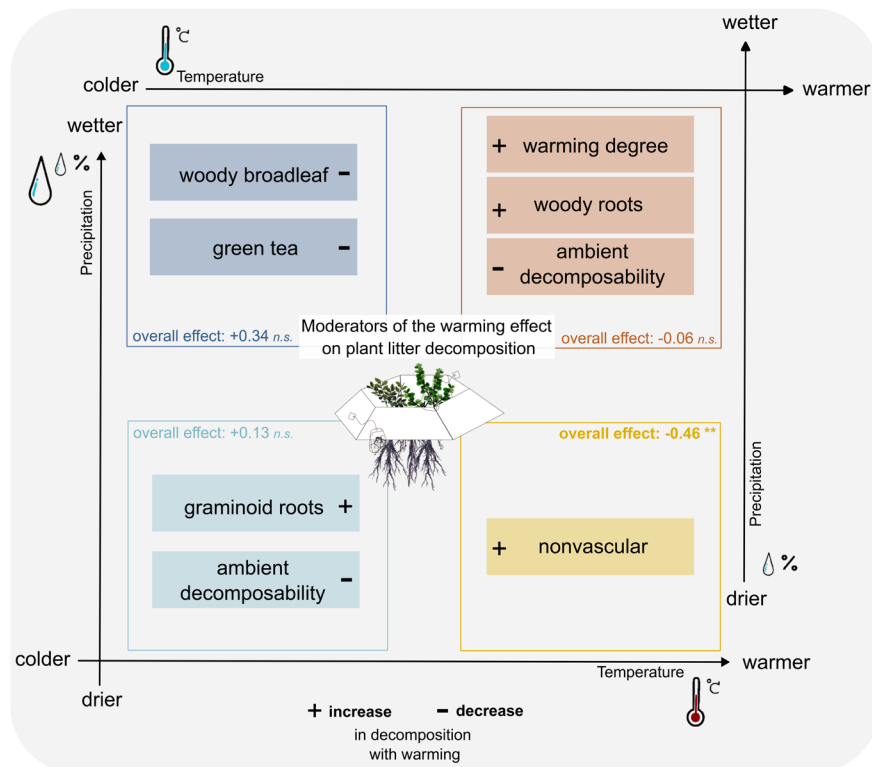 wetter
°C
Temperature
colder
warmer
wetter
%
Precipitation
woody broadleaf -
green tea -
overall effect: +0.34 n.s.
+ warming degree
+ woody roots
- ambient
decomposability
overall effect: -0.06 n.s.
Moderators of the warming effect
on plant litter decomposition
overall effect: +0.13 n.s.
graminoid roots +
ambient
decomposability -
overall effect: -0.46 **
+ nonvascular
Precipitation
%
drier
colder
warmer
Temperature
°C
drier
+ increase - decrease
in decomposition
with warming